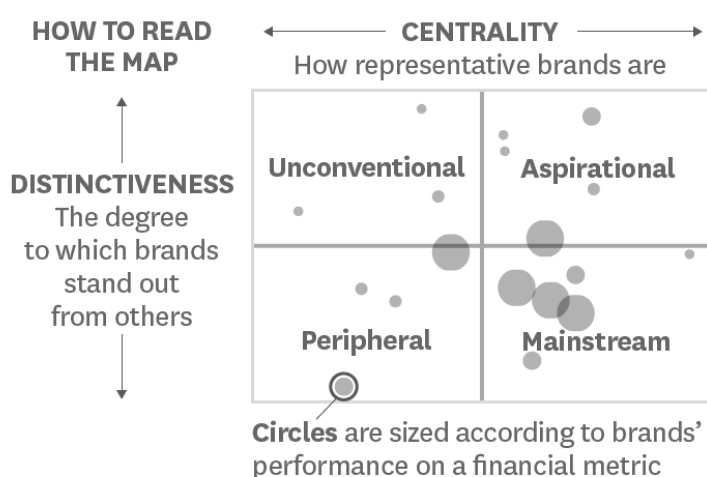 HOW TO READ
THE MAP
CENTRALITY
How representative brands are
DISTINCTIVENESS
The degree
to which brands
stand out
from others
Unconventional
Aspirational
Peripheral
Mainstream
Circles are sized according to brands’
performance on a financial metric